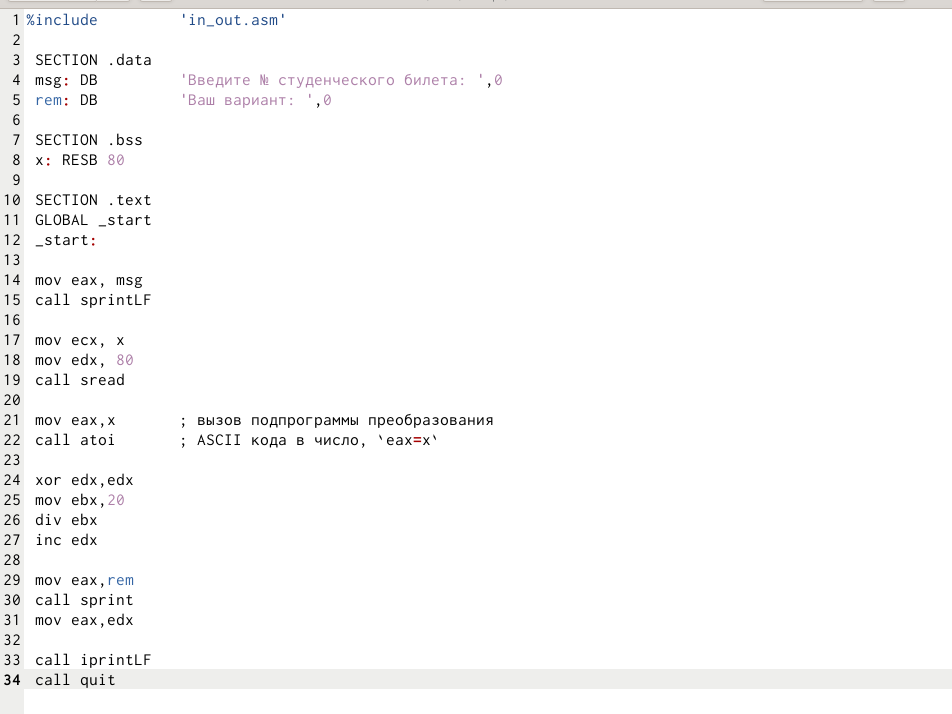 1 %include 'in_out.asm'
2
3 SECTION .data
4 msg: DB 'Введите № студенческого билета: ',0
5 rem: DB 'Ваш вариант: ',0
6
7 SECTION .bss
8 x: RESB 80
9
10 SECTION .text
11 GLOBAL _start
12 _start:
13
14 mov eax, msg
15 call sprintLF
16
17 mov ecx, x
18 mov edx, 80
19 call sread
20
21 mov eax,x ; вызов подпрограммы преобразования
22 call atoi ; ASCII кода в число, `eax=x`
23
24 xor edx,edx
25 mov ebx,20
26 div ebx
27 inc edx
28
29 mov eax,rem
30 call sprint
31 mov eax,edx
32
33 call iprintLF
34 call quit